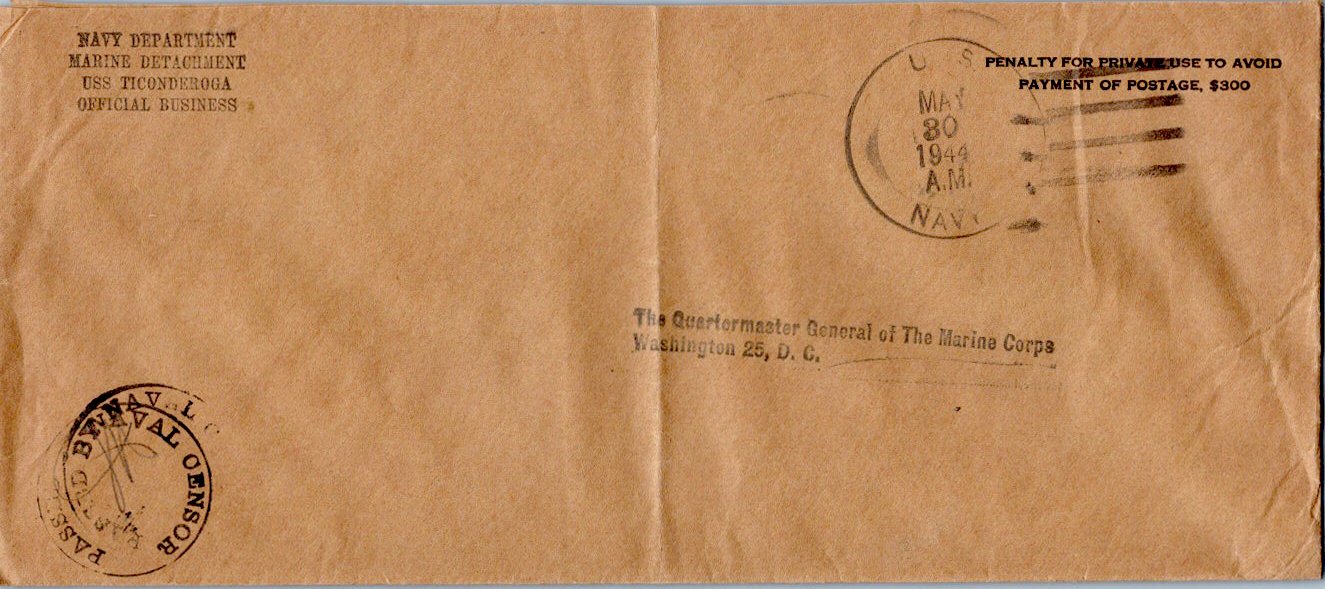 NAVY DEPARTMENT
MARINE DETACHMENT
USS TICONDEROGA
OFFICIAL BUSINESS
PENALTY FOR PRIVATE USE TO AVOID
PAYMENT OF POSTAGE, $300
U. S.
MAY
30
1944
A.M.
NAVY
The Quartermaster General of The Marine Corps
Washington 25, D. C.
PASSED BY NAVAL CENSOR
NAVAL